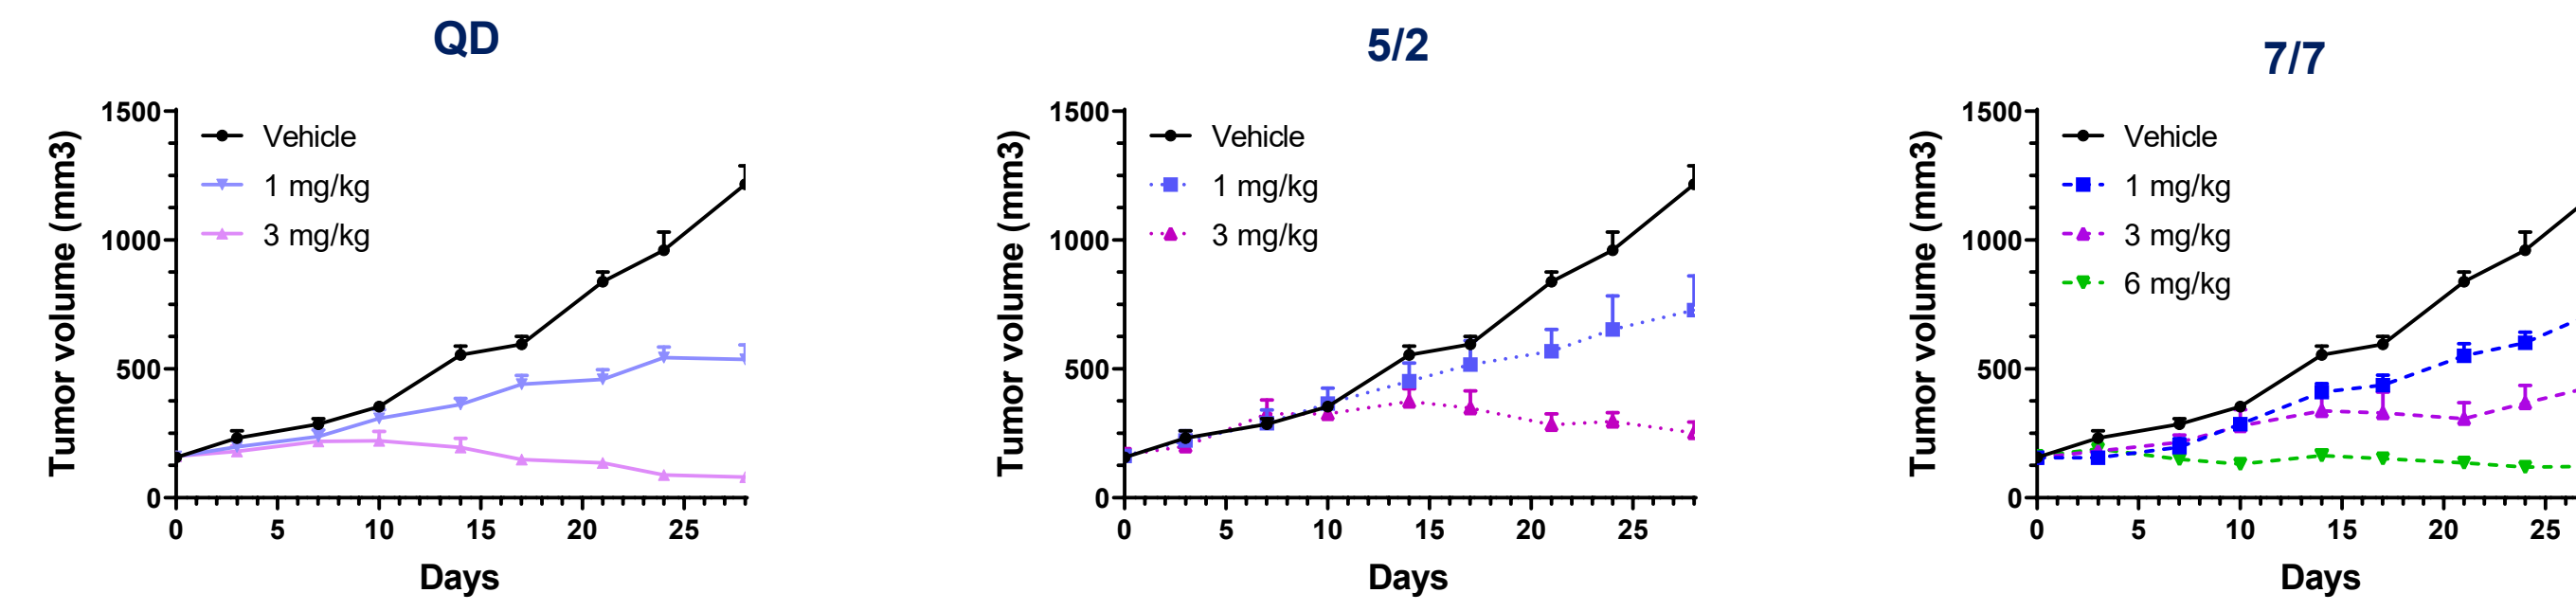 QD
Tumor volume (mm3)
1500
1000
500
0
Vehicle
1 mg/kg
3 mg/kg
0 5 10 15 20 25
Days
5/2
Tumor volume (mm3)
1500
1000
500
0
Vehicle
1 mg/kg
3 mg/kg
0 5 10 15 20 25
Days
7/7
Tumor volume (mm3)
1500
1000
500
0
Vehicle
1 mg/kg
3 mg/kg
6 mg/kg
0 5 10 15 20 25
Days